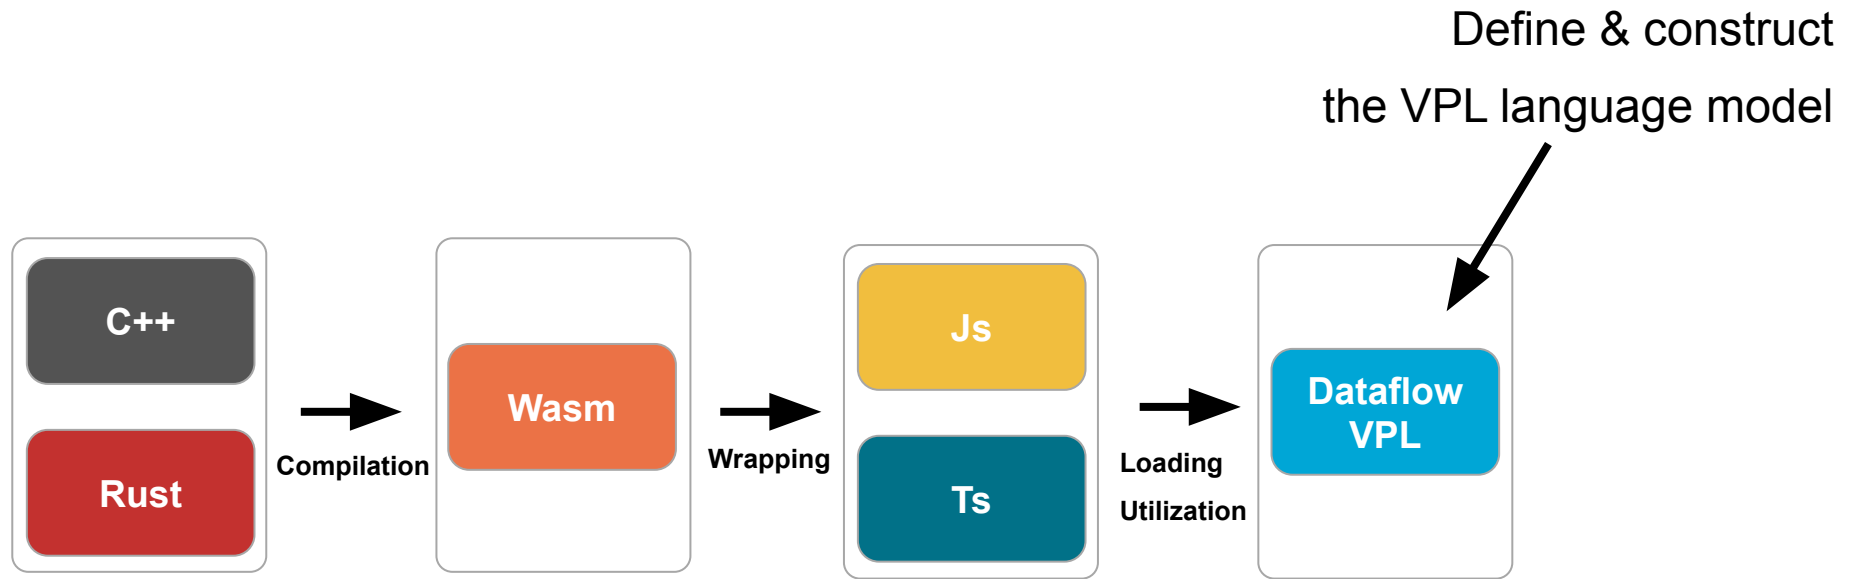 Define & construct
the VPL language model
C++
Rust
Compilation
Wasm
Wrapping
Js
Ts
Loading
Utilization
Dataflow
VPL